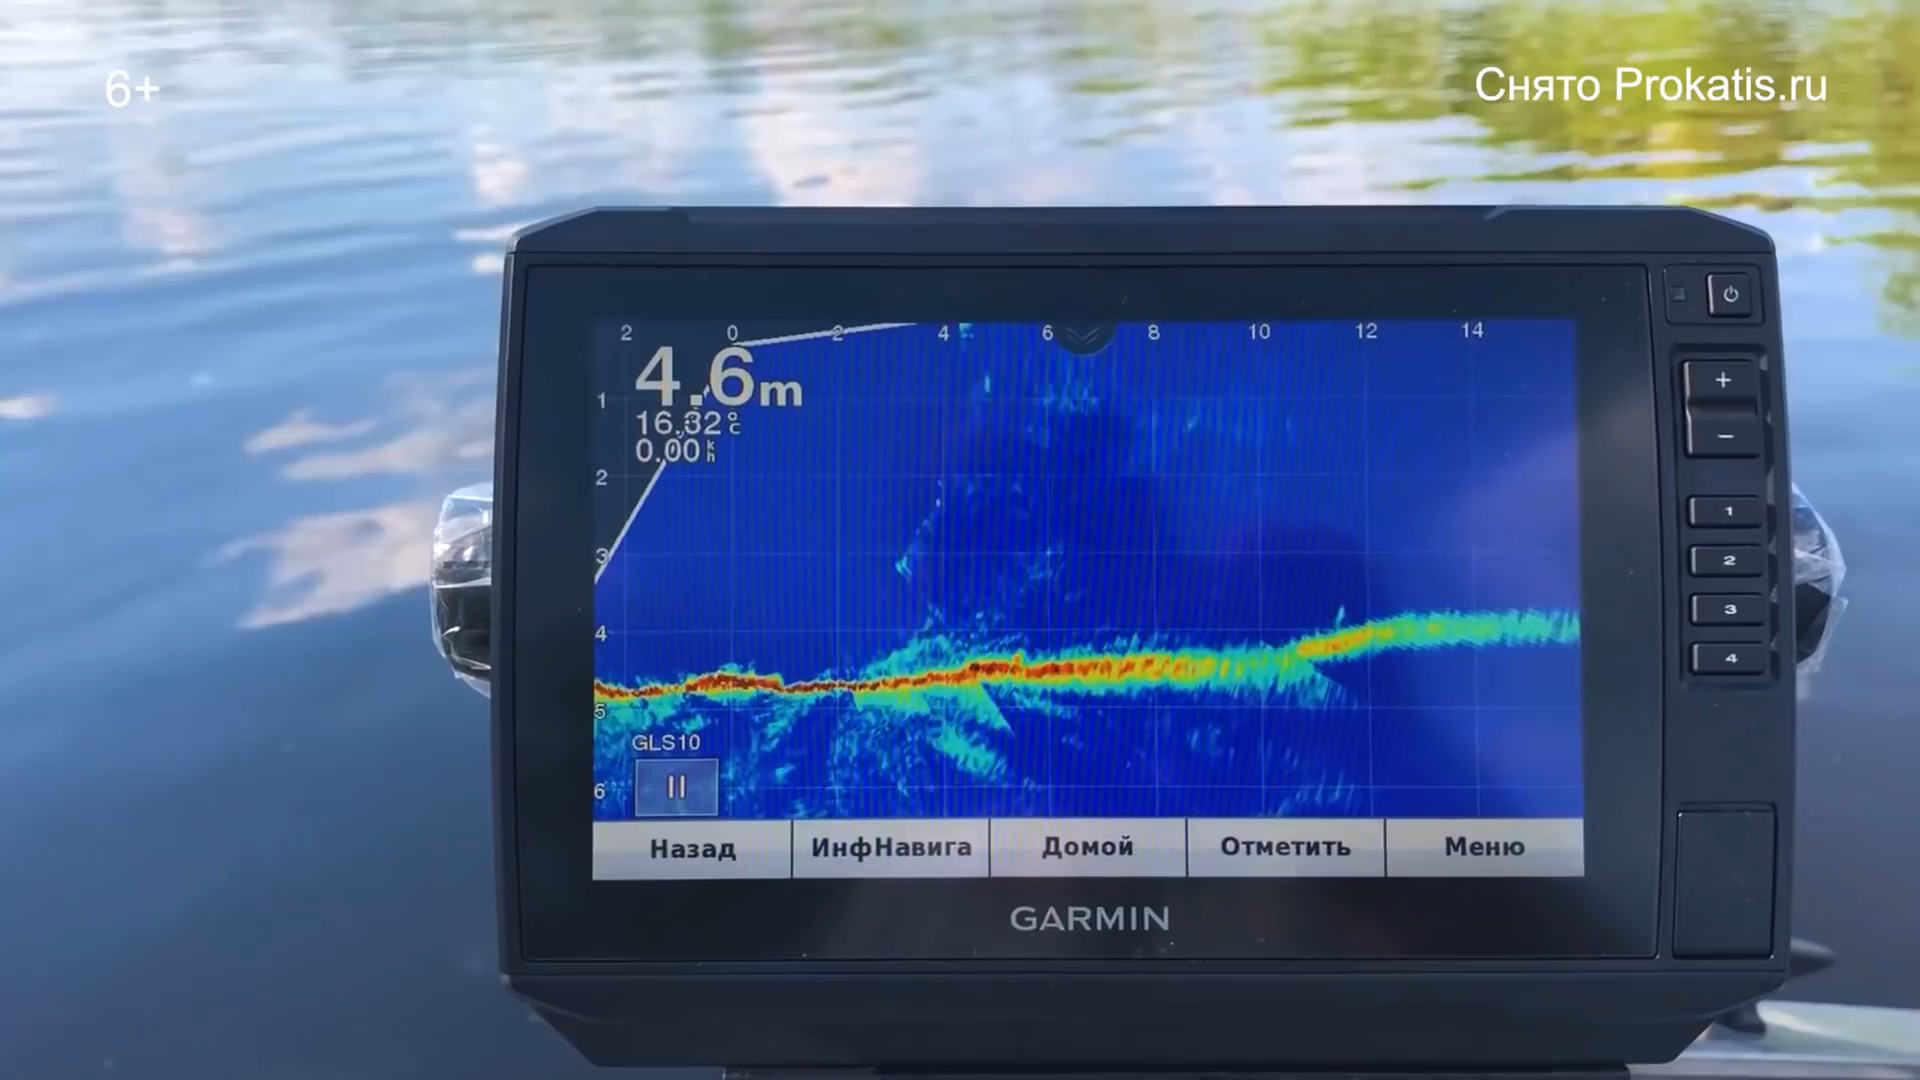 6+
Снято Prokatis.ru
2 0 2 4 6 8 10 12 14
4.6m
1
16.32°C
0.00 k/h
2
3
4
5
GLS10
6
Назад ИнфНавига Домой Отметить Меню
GARMIN
+
−
1
2
3
4